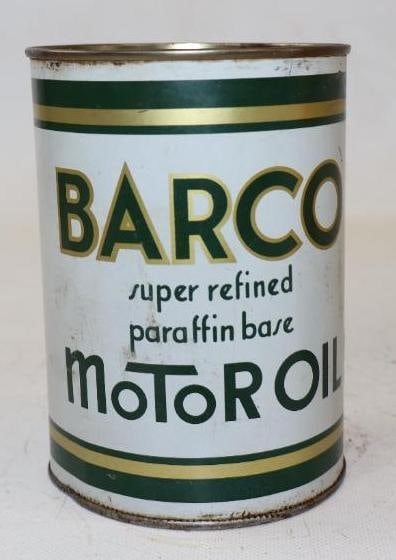 BARCO
super refined
paraffin base
MoToR OIL